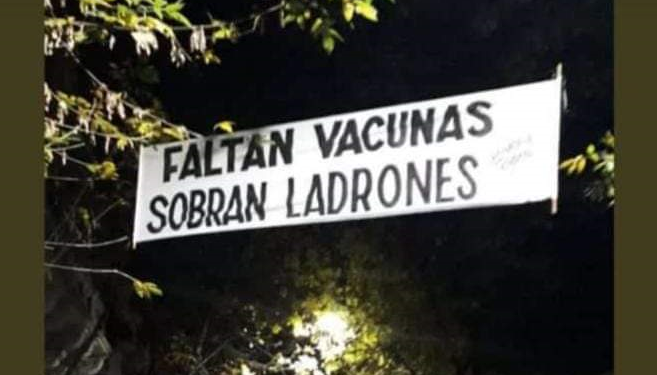 FALTAN VACUNAS
SOBRAN LADRONES